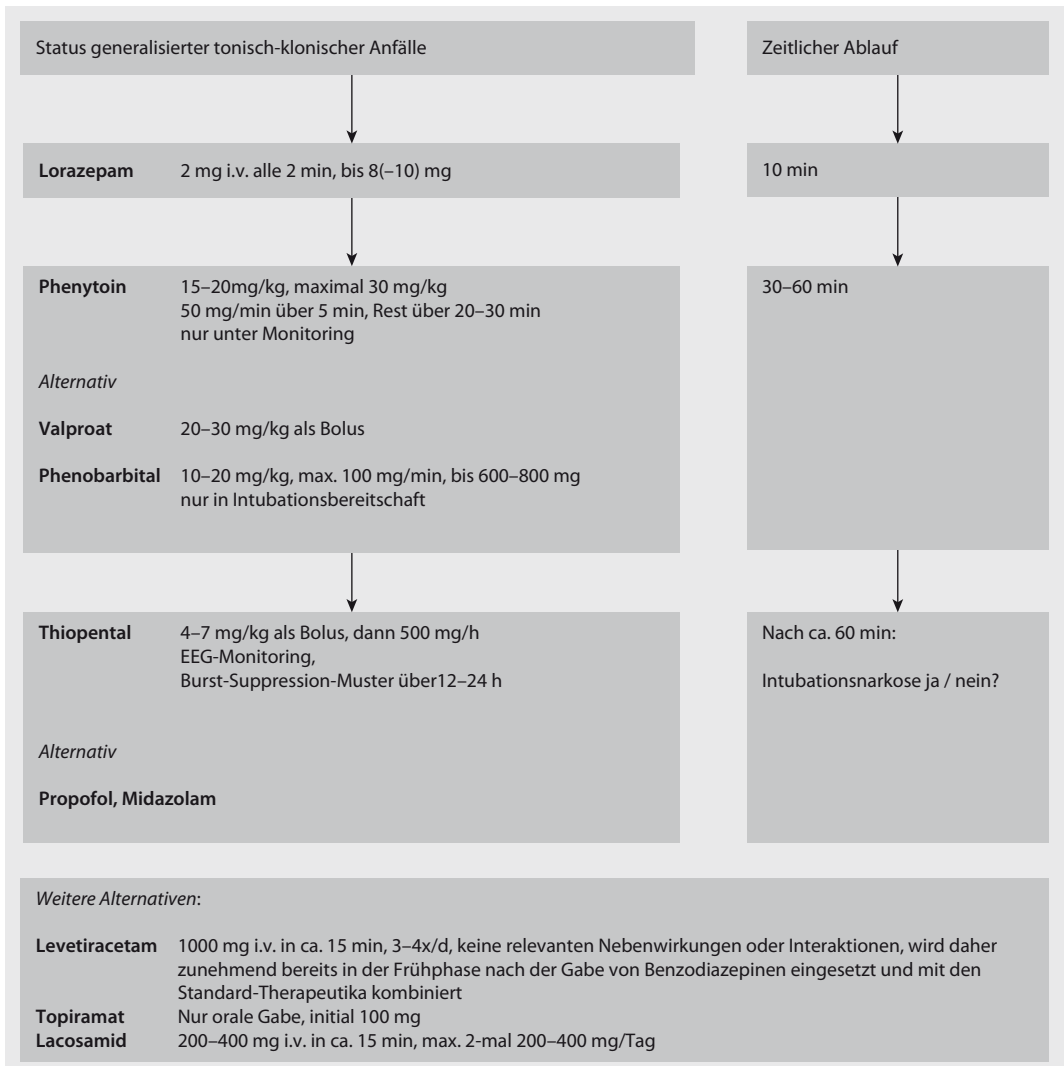 Status generalisierter tonisch-klonischer Anfälle
Zeitlicher Ablauf
Lorazepam 2 mg i.v. alle 2 min, bis 8(–10) mg
10 min
Phenytoin 15–20mg/kg, maximal 30 mg/kg
50 mg/min über 5 min, Rest über 20–30 min
nur unter Monitoring
Alternativ
Valproat 20–30 mg/kg als Bolus
Phenobarbital 10–20 mg/kg, max. 100 mg/min, bis 600–800 mg
nur in Intubationsbereitschaft
30–60 min
Thiopental 4–7 mg/kg als Bolus, dann 500 mg/h
EEG-Monitoring,
Burst-Suppression-Muster über12–24 h
Alternativ
Propofol, Midazolam
Nach ca. 60 min:
Intubationsnarkose ja / nein?
Weitere Alternativen:
Levetiracetam 1000 mg i.v. in ca. 15 min, 3–4x/d, keine relevanten Nebenwirkungen oder Interaktionen, wird daher
zunehmend bereits in der Frühphase nach der Gabe von Benzodiazepinen eingesetzt und mit den
Standard-Therapeutika kombiniert
Topiramat Nur orale Gabe, initial 100 mg
Lacosamid 200–400 mg i.v. in ca. 15 min, max. 2-mal 200–400 mg/Tag